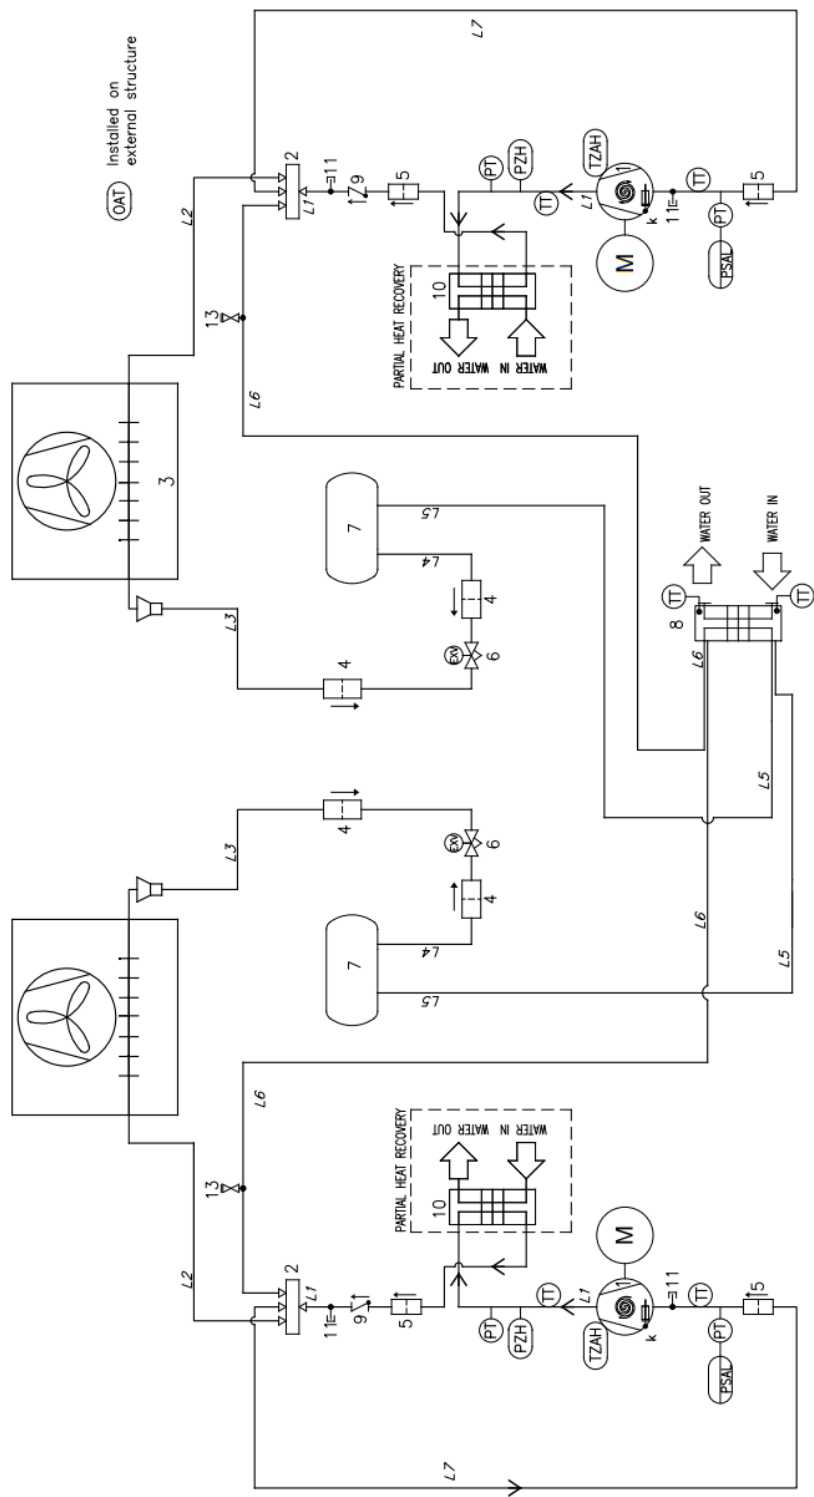 OAT
Installed on
external structure
3
L2
L2
L3
L3
13
13
L6
L6
2
2
L1
L1
11
11
4
4
7
7
9
9
5
5
PARTIAL HEAT RECOVERY
PARTIAL HEAT RECOVERY
L5
L4
L4
L5
10
10
WATER OUT
WATER IN
WATER OUT
WATER IN
L7
L7
EXV
EXV
6
6
4
4
PT
PT
PZH
PZH
TT
TT
L1
L1
TZAH
TZAH
1
1
M
M
k
k
11
11
TT
TT
PT
PT
PSAL
PSAL
5
5
8
L6
L6
TT
TT
WATER OUT
WATER IN
L5
L5